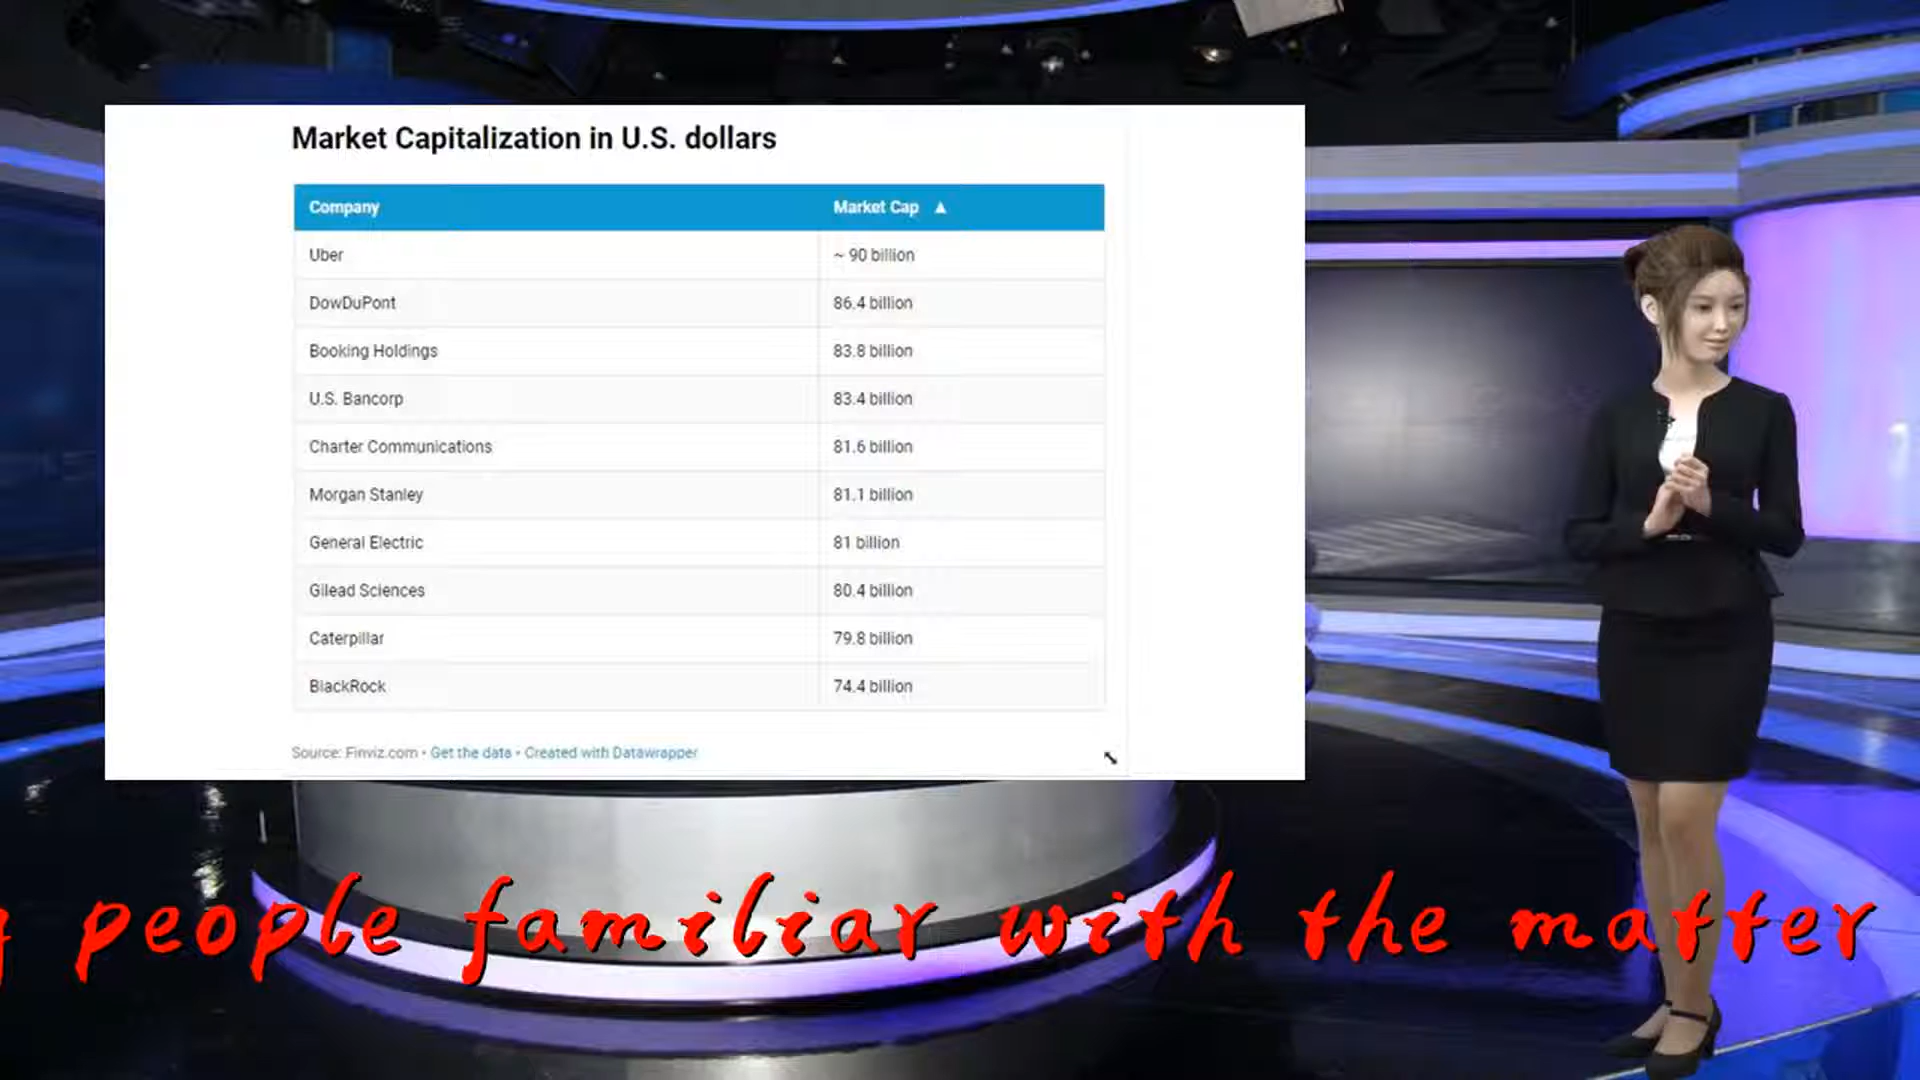 Market Capitalization in U.S. dollars
Company Market Cap ▲
Uber ~ 90 billion
DowDuPont 86.4 billion
Booking Holdings 83.8 billion
U.S. Bancorp 83.4 billion
Charter Communications 81.6 billion
Morgan Stanley 81.1 billion
General Electric 81 billion
Gilead Sciences 80.4 billion
Caterpillar 79.8 billion
BlackRock 74.4 billion
Source: Finviz.com • Get the data • Created with Datawrapper
people familiar with the matter